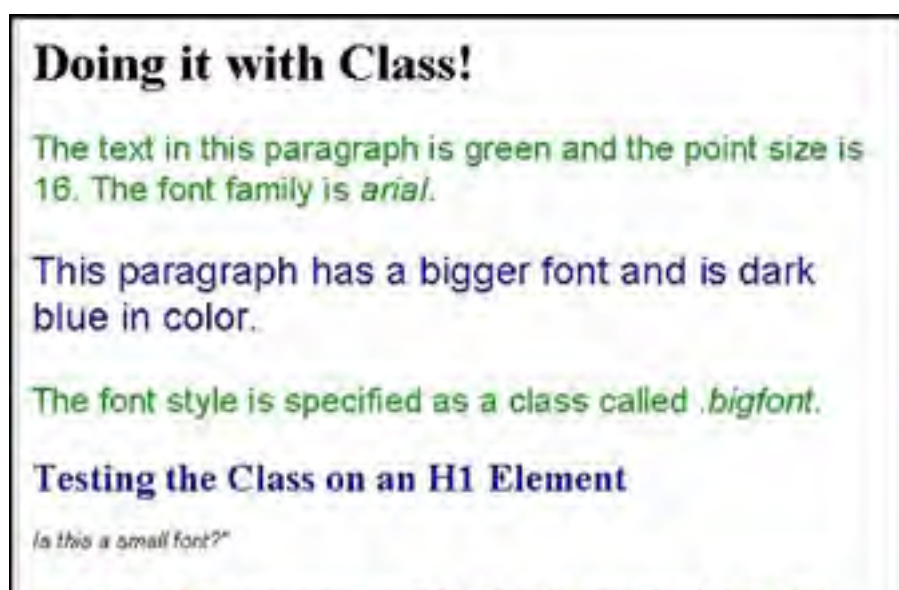 Doing it with Class!
The text in this paragraph is green and the point size is
16. The font family is arial.
This paragraph has a bigger font and is dark
blue in color.
The font style is specified as a class called .bigfont.
Testing the Class on an H1 Element
Is this a small font?"